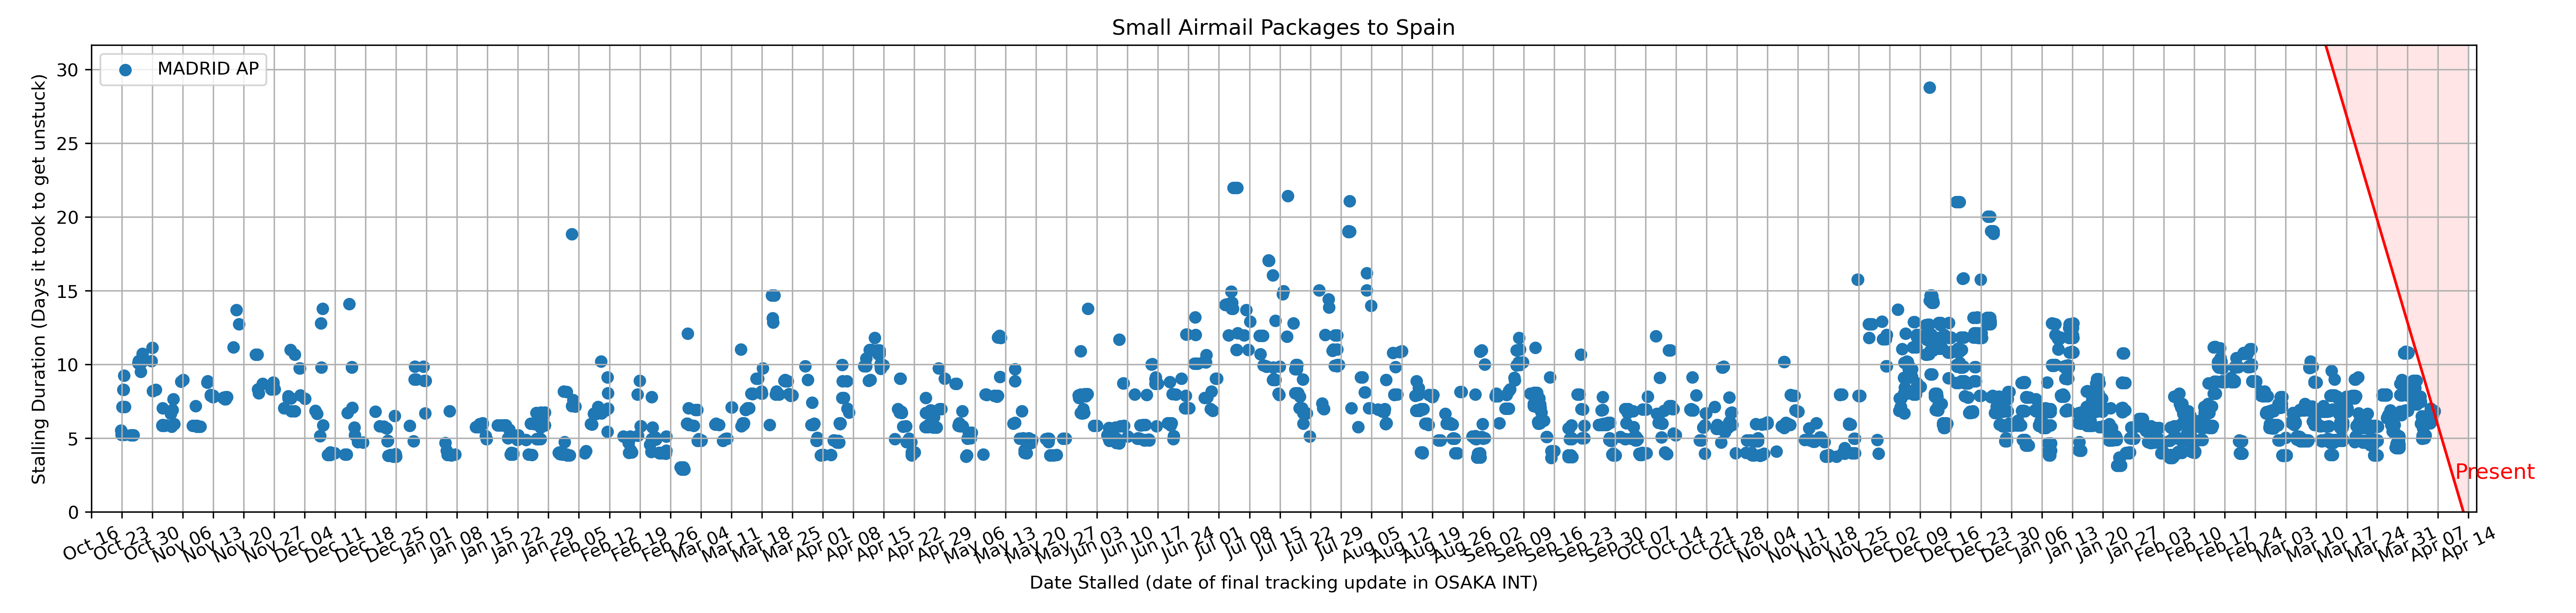 Small Airmail Packages to Spain
MADRID AP
Stalling Duration (Days it took to get unstuck)
30
25
20
15
10
5
0
Present
Oct 16 Oct 23 Oct 30 Nov 06 Nov 13 Nov 20 Nov 27 Dec 04 Dec 11 Dec 18 Dec 25 Jan 01 Jan 08 Jan 15 Jan 22 Jan 29 Feb 05 Feb 12 Feb 19 Feb 26 Mar 04 Mar 11 Mar 18 Mar 25 Apr 01 Apr 08 Apr 15 Apr 22 Apr 29 May 06 May 13 May 20 May 27 Jun 03 Jun 10 Jun 17 Jun 24 Jul 01 Jul 08 Jul 15 Jul 22 Jul 29 Aug 05 Aug 12 Aug 19 Aug 26 Sep 02 Sep 09 Sep 16 Sep 23 Sep 30 Oct 07 Oct 14 Oct 21 Oct 28 Nov 04 Nov 11 Nov 18 Nov 25 Dec 02 Dec 09 Dec 16 Dec 23 Dec 30 Jan 06 Jan 13 Jan 20 Jan 27 Feb 03 Feb 10 Feb 17 Feb 24 Mar 03 Mar 10 Mar 17 Mar 24 Mar 31 Apr 07 Apr 14
Date Stalled (date of final tracking update in OSAKA INT)